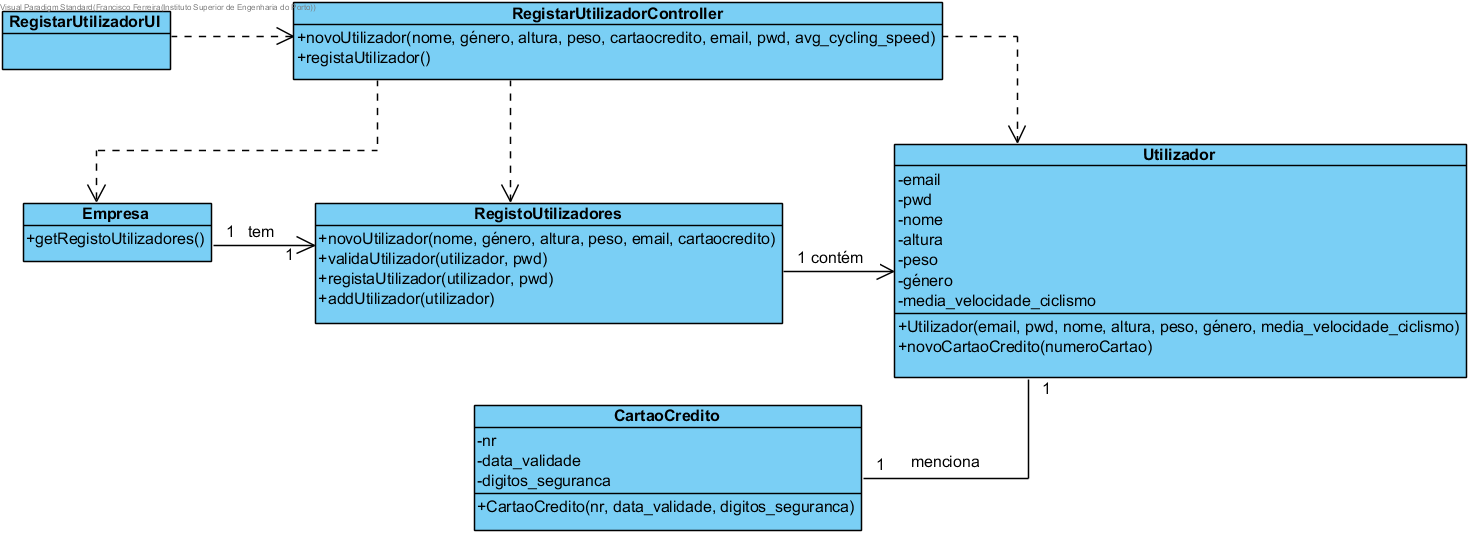 Visual Paradigm Standard(Francisco Ferreira(Instituto Superior de Engenharia do Porto))
RegistarUtilizadorUI
RegistarUtilizadorController
+novoUtilizador(nome, género, altura, peso, cartaocredito, email, pwd, avg_cycling_speed)
+registaUtilizador()
Empresa
+getRegistoUtilizadores()
1 tem
1
RegistoUtilizadores
+novoUtilizador(nome, género, altura, peso, email, cartaocredito)
+validaUtilizador(utilizador, pwd)
+registaUtilizador(utilizador, pwd)
+addUtilizador(utilizador)
1 contém
Utilizador
-email
-pwd
-nome
-altura
-peso
-género
-media_velocidade_ciclismo
+Utilizador(email, pwd, nome, altura, peso, género, media_velocidade_ciclismo)
+novoCartaoCredito(numeroCartao)
1
1 menciona
CartaoCredito
-nr
-data_validade
-digitos_seguranca
+CartaoCredito(nr, data_validade, digitos_seguranca)